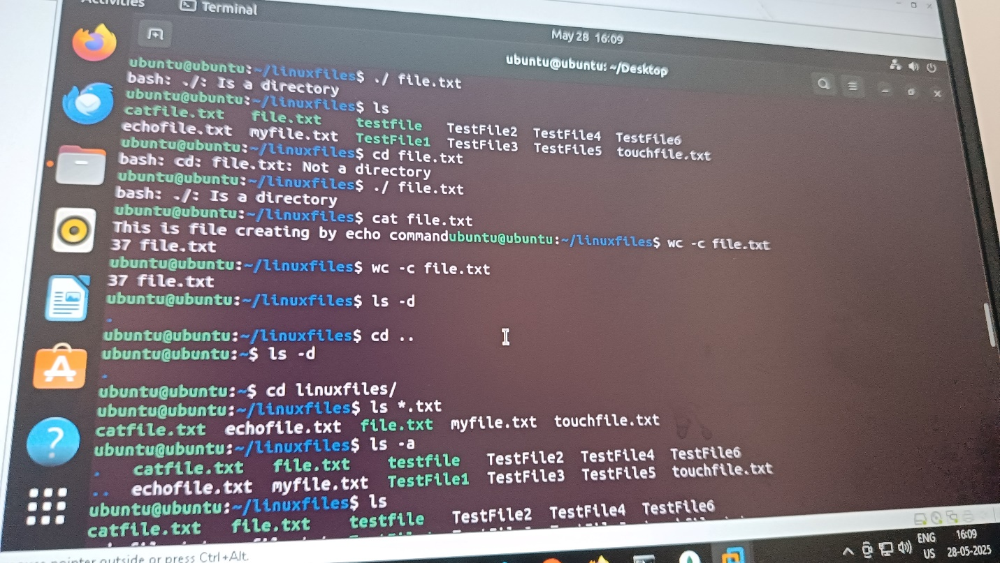 Activities Terminal
May 28 16:09
ubuntu@ubuntu: ~/Desktop
ubuntu@ubuntu:~/linuxfiles$ ./ file.txt
bash: ./: Is a directory
ubuntu@ubuntu:~/linuxfiles$ ls
catfile.txt file.txt testfile TestFile2 TestFile4 TestFile6
echofile.txt myfile.txt TestFile1 TestFile3 TestFile5 touchfile.txt
ubuntu@ubuntu:~/linuxfiles$ cd file.txt
bash: cd: file.txt: Not a directory
ubuntu@ubuntu:~/linuxfiles$ ./ file.txt
bash: ./: Is a directory
ubuntu@ubuntu:~/linuxfiles$ cat file.txt
This is file creating by echo commandubuntu@ubuntu:~/linuxfiles$ wc -c file.txt
37 file.txt
ubuntu@ubuntu:~/linuxfiles$ wc -c file.txt
37 file.txt
ubuntu@ubuntu:~/linuxfiles$ ls -d
.
ubuntu@ubuntu:~/linuxfiles$ cd ..
ubuntu@ubuntu:~$ ls -d
.
ubuntu@ubuntu:~$ cd linuxfiles/
ubuntu@ubuntu:~/linuxfiles$ ls *.txt
catfile.txt echofile.txt file.txt myfile.txt touchfile.txt
ubuntu@ubuntu:~/linuxfiles$ ls -a
. catfile.txt file.txt testfile TestFile2 TestFile4 TestFile6
.. echofile.txt myfile.txt TestFile1 TestFile3 TestFile5 touchfile.txt
ubuntu@ubuntu:~/linuxfiles$ ls
catfile.txt file.txt testfile TestFile2 TestFile4 TestFile6
pointer outside or press Ctrl+Alt.
ENG 16:09
US 28-05-2025